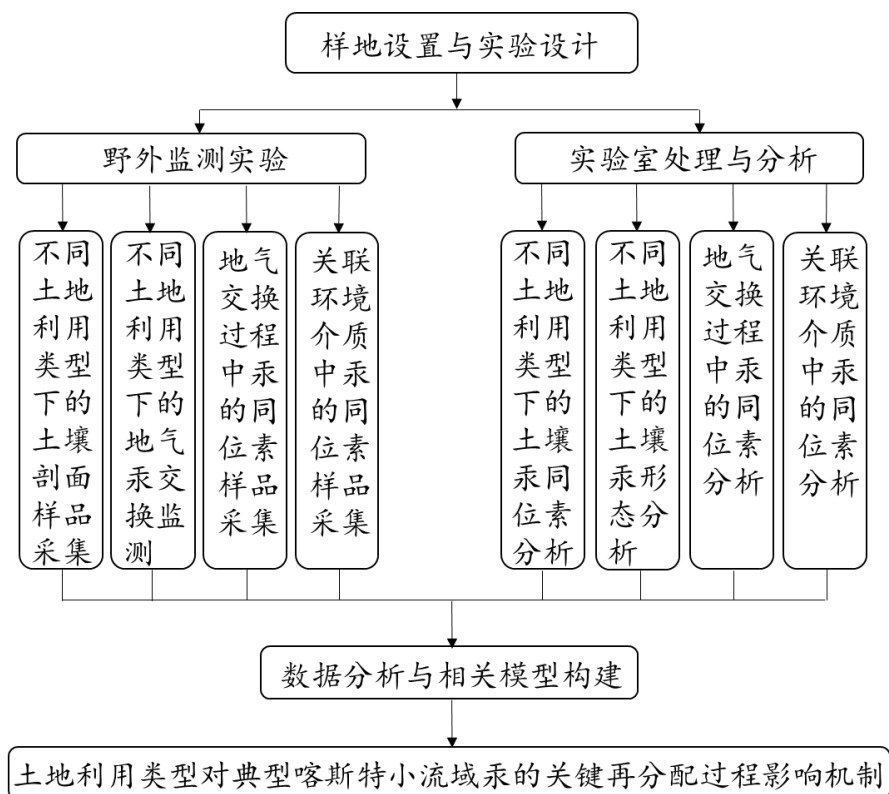 样地设置与实验设计
野外监测实验
实验室处理与分析
不同
土地
利用
类型
下的
土壤
剖面
样品
采集
不同
土地
利用
类型
下的
地气
汞交
换监
测
地气
交换
过程
中汞
的同
位素
样品
采集
关联
环境
介质
中汞
的同
位素
样品
采集
不同
土地
利用
类型
下的
土壤
汞同
位素
分析
不同
土地
利用
类型
下的
土壤
汞形
态分
析
地气
交换
过程
中汞
的同
位素
分析
关联
环境
介质
中汞
的同
位素
分析
数据分析与相关模型构建
土地利用类型对典型喀斯特小流域汞的关键再分配过程影响机制